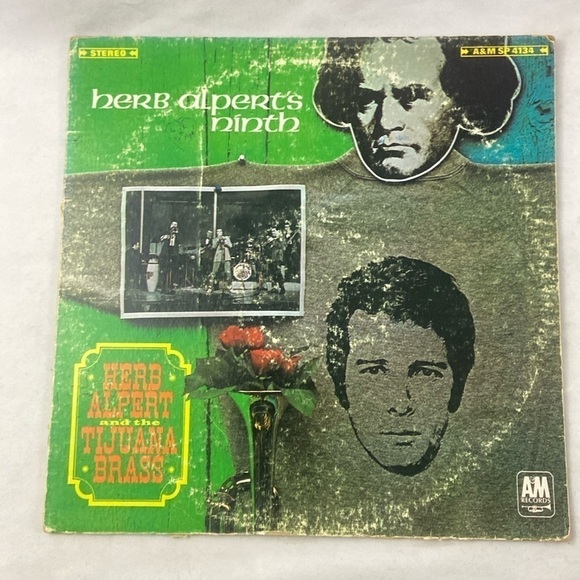 STEREO
A&M SP 4134
herb alpert's
ninth
HERB
ALPERT
and the
TIJUANA
BRASS
A&M
RECORDS